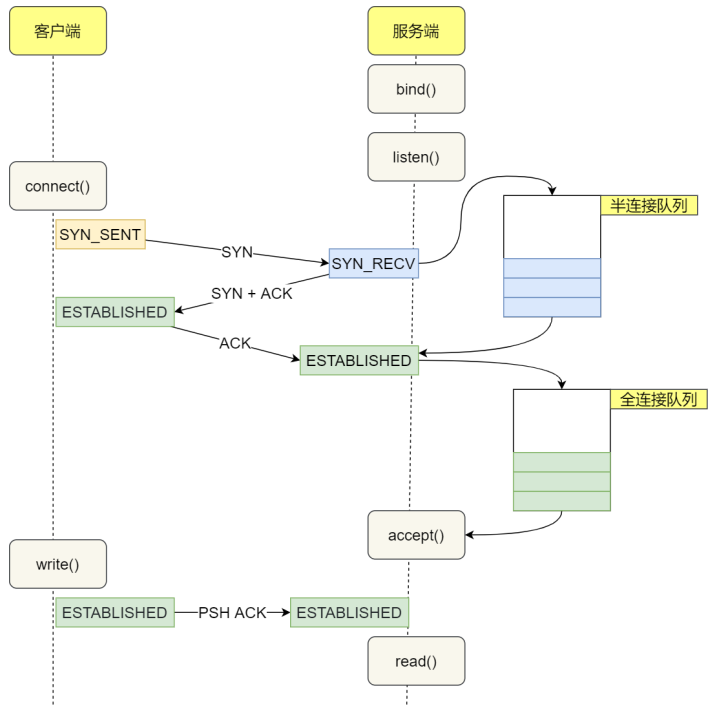 客户端
服务端
bind()
listen()
connect()
半连接队列
SYN_SENT
SYN
SYN_RECV
SYN + ACK
ESTABLISHED
ACK
ESTABLISHED
全连接队列
accept()
write()
ESTABLISHED
PSH ACK
ESTABLISHED
read()